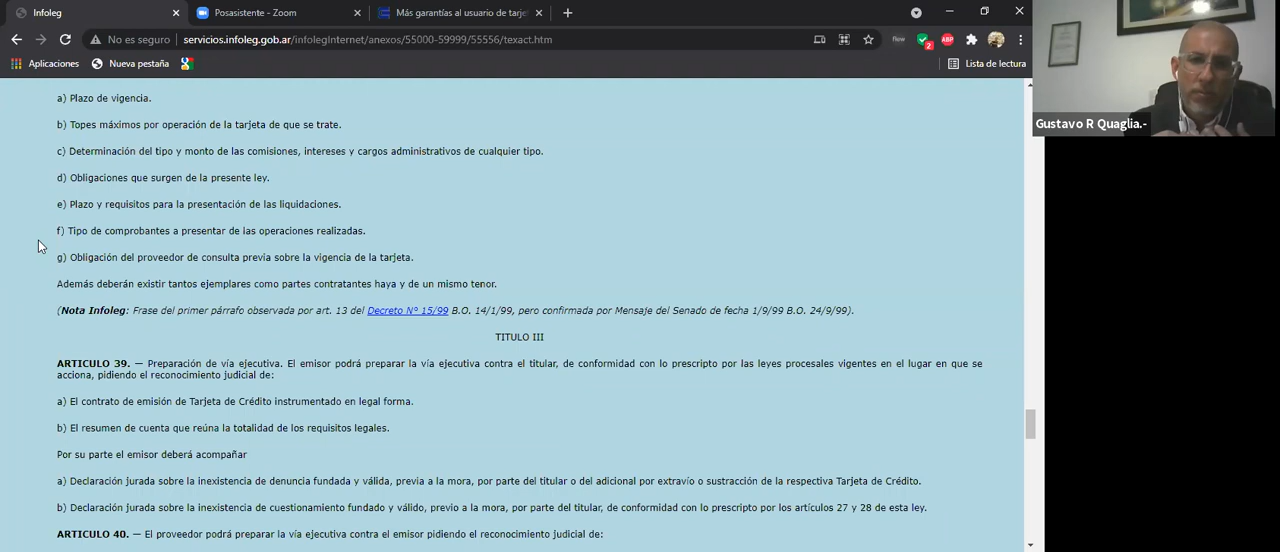 Infoleg
Posasistente - Zoom
Más garantías al usuario de tarje
No es seguro
servicios.infoleg.gob.ar/infolegInternet/anexos/55000-59999/55556/texact.htm
flow
2
ABP
Aplicaciones
Nueva pestaña
Lista de lectura
a) Plazo de vigencia.
b) Topes máximos por operación de la tarjeta de que se trate.
c) Determinación del tipo y monto de las comisiones, intereses y cargos administrativos de cualquier tipo.
d) Obligaciones que surgen de la presente ley.
e) Plazo y requisitos para la presentación de las liquidaciones.
f) Tipo de comprobantes a presentar de las operaciones realizadas.
g) Obligación del proveedor de consulta previa sobre la vigencia de la tarjeta.
Además deberán existir tantos ejemplares como partes contratantes haya y de un mismo tenor.
(Nota Infoleg: Frase del primer párrafo observada por art. 13 del Decreto N° 15/99 B.O. 14/1/99, pero confirmada por Mensaje del Senado de fecha 1/9/99 B.O. 24/9/99).
TITULO III
ARTICULO 39. — Preparación de vía ejecutiva. El emisor podrá preparar la vía ejecutiva contra el titular, de conformidad con lo prescripto por las leyes procesales vigentes en el lugar en que se
acciona, pidiendo el reconocimiento judicial de:
a) El contrato de emisión de Tarjeta de Crédito instrumentado en legal forma.
b) El resumen de cuenta que reúna la totalidad de los requisitos legales.
Por su parte el emisor deberá acompañar
a) Declaración jurada sobre la inexistencia de denuncia fundada y válida, previa a la mora, por parte del titular o del adicional por extravío o sustracción de la respectiva Tarjeta de Crédito.
b) Declaración jurada sobre la inexistencia de cuestionamiento fundado y válido, previo a la mora, por parte del titular, de conformidad con lo prescripto por los artículos 27 y 28 de esta ley.
ARTICULO 40. — El proveedor podrá preparar la vía ejecutiva contra el emisor pidiendo el reconocimiento judicial de:
Gustavo R Quaglia.-